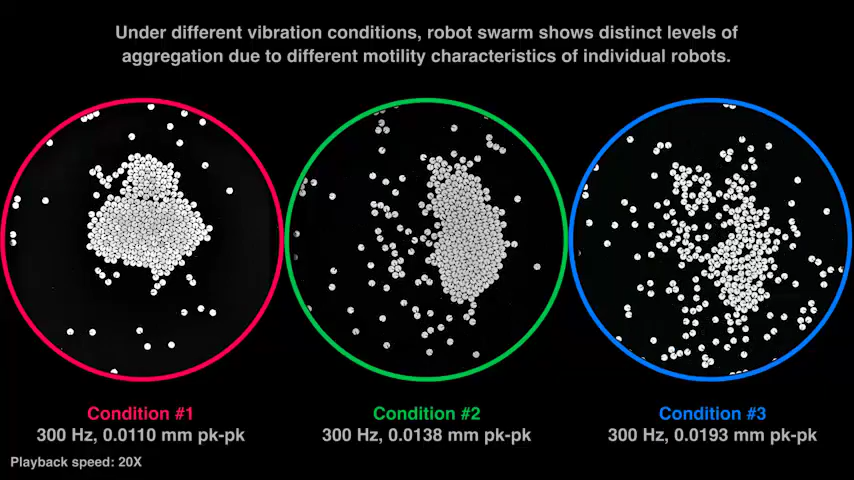 Under different vibration conditions, robot swarm shows distinct levels of
aggregation due to different motility characteristics of individual robots.
Condition #1
300 Hz, 0.0110 mm pk-pk
Condition #2
300 Hz, 0.0138 mm pk-pk
Condition #3
300 Hz, 0.0193 mm pk-pk
Playback speed: 20X